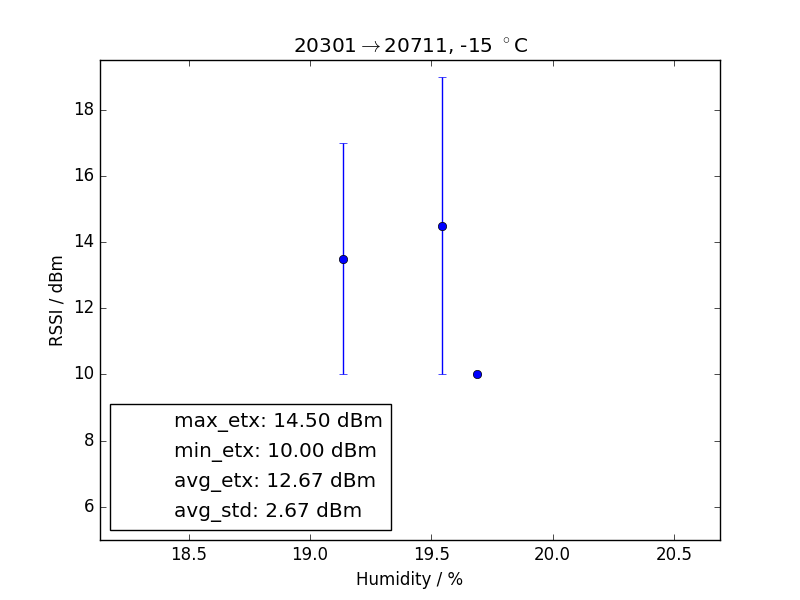 20301→20711, -15 °C
18
16
14
12
10
8
6
RSSI / dBm
max_etx: 14.50 dBm
min_etx: 10.00 dBm
avg_etx: 12.67 dBm
avg_std: 2.67 dBm
18.5 19.0 19.5 20.0 20.5
Humidity / %